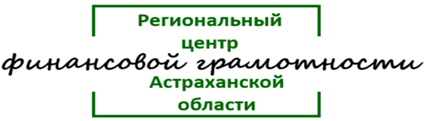 Региональный
центр
финансовой грамотности
Астраханской
области